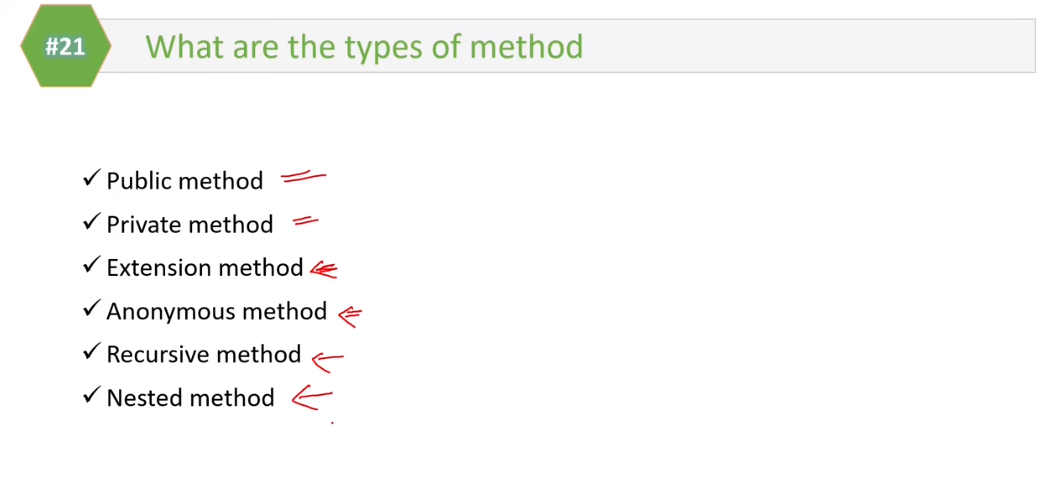 #21
What are the types of method
✓ Public method
✓ Private method
✓ Extension method
✓ Anonymous method
✓ Recursive method
✓ Nested method